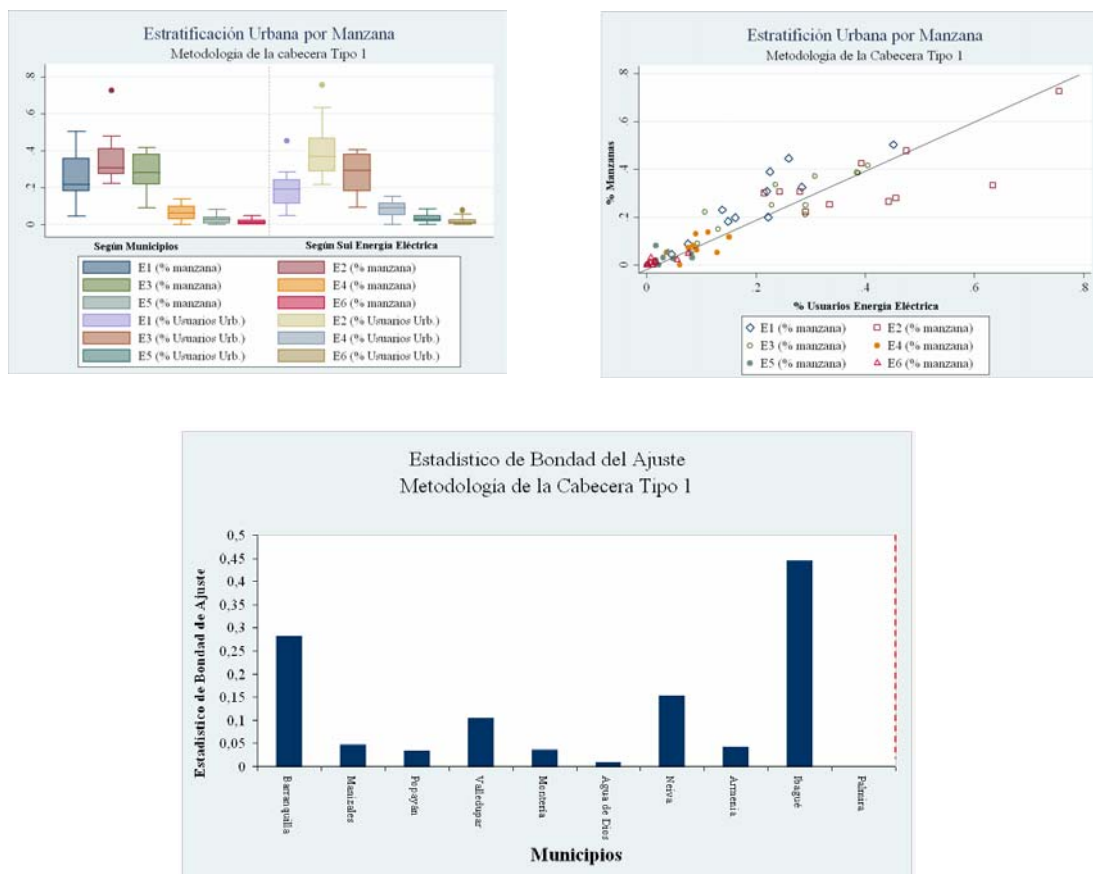 Estratificación Urbana por Manzana
Metodologia de la cabecera Tipo 1
.8
.6
.4
.2
0
Según Municipios
Según Sui Energía Eléctrica
E1 (% manzana)
E2 (% manzana)
E3 (% manzana)
E4 (% manzana)
E5 (% manzana)
E6 (% manzana)
E1 (% Usuarios Urb.)
E2 (% Usuarios Urb.)
E3 (% Usuarios Urb.)
E4 (% Usuarios Urb.)
E5 (% Usuarios Urb.)
E6 (% Usuarios Urb.)
Estratifición Urbana por Manzana
Metodologia de la Cabecera Tipo 1
% Manzanas
.8
.6
.4
.2
0
0
.2
.4
.6
.8
% Usuarios Energía Eléctrica
E1 (% manzana)
E2 (% manzana)
E3 (% manzana)
E4 (% manzana)
E5 (% manzana)
E6 (% manzana)
Estadistico de Bondad del Ajuste
Metodologia de la Cabecera Tipo 1
Estadistico de Bondad de Ajuste
0,5
0,45
0,4
0,35
0,3
0,25
0,2
0,15
0,1
0,05
0
Barranquilla
Manizales
Popayán
Valledupar
Montería
Agua de Dios
Neiva
Armenia
Ibagué
Palmira
Municipios